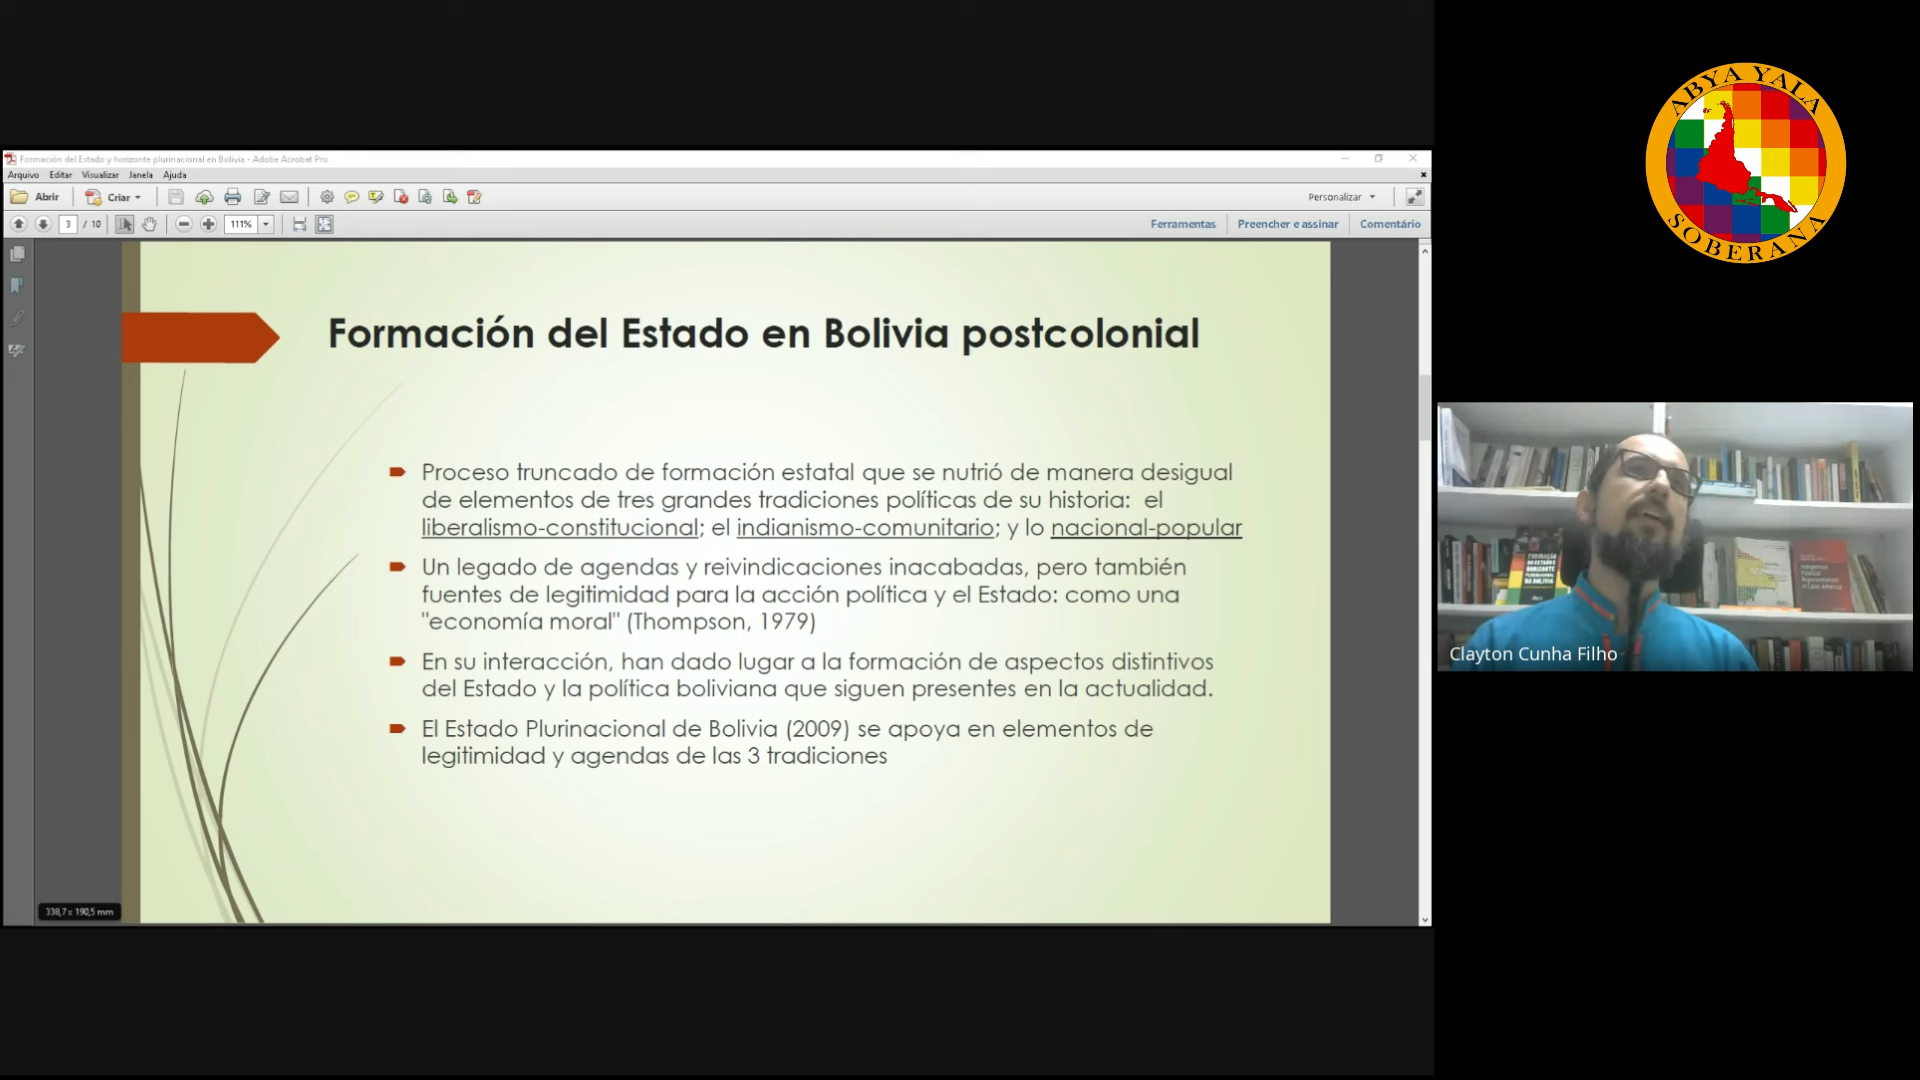 Formación del Estado y horizonte plurinacional en Bolivia - Adobe Acrobat Pro
Arquivo Editar Visualizar Janela Ajuda
Abrir Criar Personalizar
3 / 10 111% Ferramentas Preencher e assinar Comentário
Formación del Estado en Bolivia postcolonial
Proceso truncado de formación estatal que se nutrió de manera desigual
de elementos de tres grandes tradiciones políticas de su historia: el
liberalismo-constitucional; el indianismo-comunitario; y lo nacional-popular
Un legado de agendas y reivindicaciones inacabadas, pero también
fuentes de legitimidad para la acción política y el Estado: como una
"economía moral" (Thompson, 1979)
En su interacción, han dado lugar a la formación de aspectos distintivos
del Estado y la política boliviana que siguen presentes en la actualidad.
El Estado Plurinacional de Bolivia (2009) se apoya en elementos de
legitimidad y agendas de las 3 tradiciones
338,7 x 190,5 mm
ABYA YALA
SOBERANA
FORMAÇÃO
DO ESTADO E
HORIZONTE
PLURINACIONAL
NA BOLÍVIA
Clayton Cunha Filho